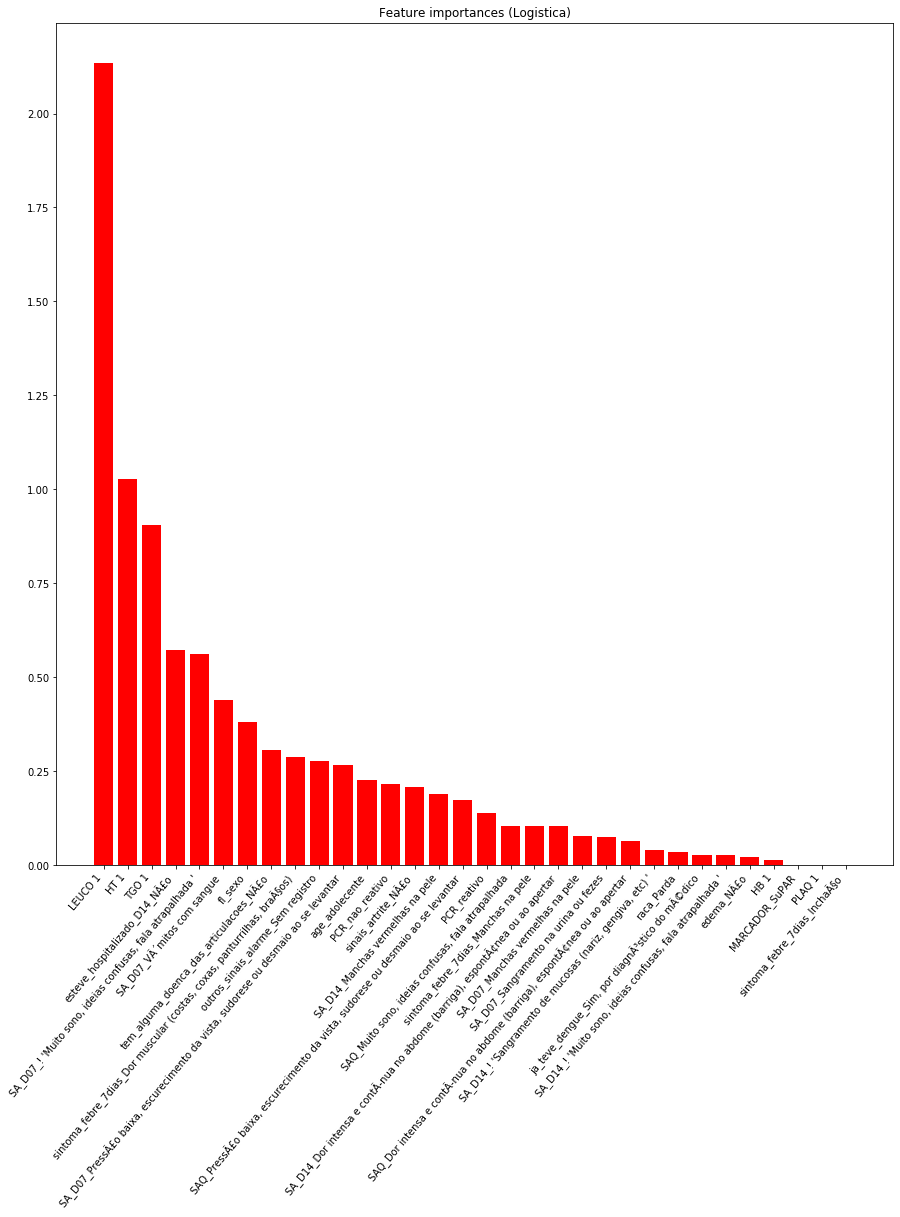 Feature importances (Logistica)
2.00
1.75
1.50
1.25
1.00
0.75
0.50
0.25
0.00
LEUCO 1
HT 1
TGO 1
esteve_hospitalizado_D14_NÃ£o
SA_D07_! 'Muito sono, ideias confusas, fala atrapalhada '
SA_D07_VÃ´mitos com sangue
fl_sexo
tem_alguma_doenca_das_articulacoes_NÃ£o
sintoma_febre_7dias_Dor muscular (costas, coxas, panturrilhas, braÃ§os)
outros_sinais_alarme_Sem registro
SA_D07_PressÃ£o baixa, escurecimento da vista, sudorese ou desmaio ao se levantar
age_adolecente
PCR_nao_reativo
sinais_artrite_NÃ£o
SA_D14_Manchas vermelhas na pele
SAQ_PressÃ£o baixa, escurecimento da vista, sudorese ou desmaio ao se levantar
PCR_reativo
SAQ_Muito sono, ideias confusas, fala atrapalhada
sintoma_febre_7dias_Manchas na pele
SA_D14_Dor intensa e contÃ­nua no abdome (barriga), espontÃ¢nea ou ao apertar
SA_D07_Manchas vermelhas na pele
SA_D07_Sangramento na urina ou fezes
SAQ_Dor intensa e contÃ­nua no abdome (barriga), espontÃ¢nea ou ao apertar
SA_D14_! 'Sangramento de mucosas (nariz, gengiva, etc) '
raca_Parda
ja_teve_dengue_Sim, por diagnÃ³stico do mÃ©dico
SA_D14_! 'Muito sono, ideias confusas, fala atrapalhada '
edema_NÃ£o
HB 1
MARCADOR_SuPAR
PLAQ 1
sintoma_febre_7dias_InchaÃ§o